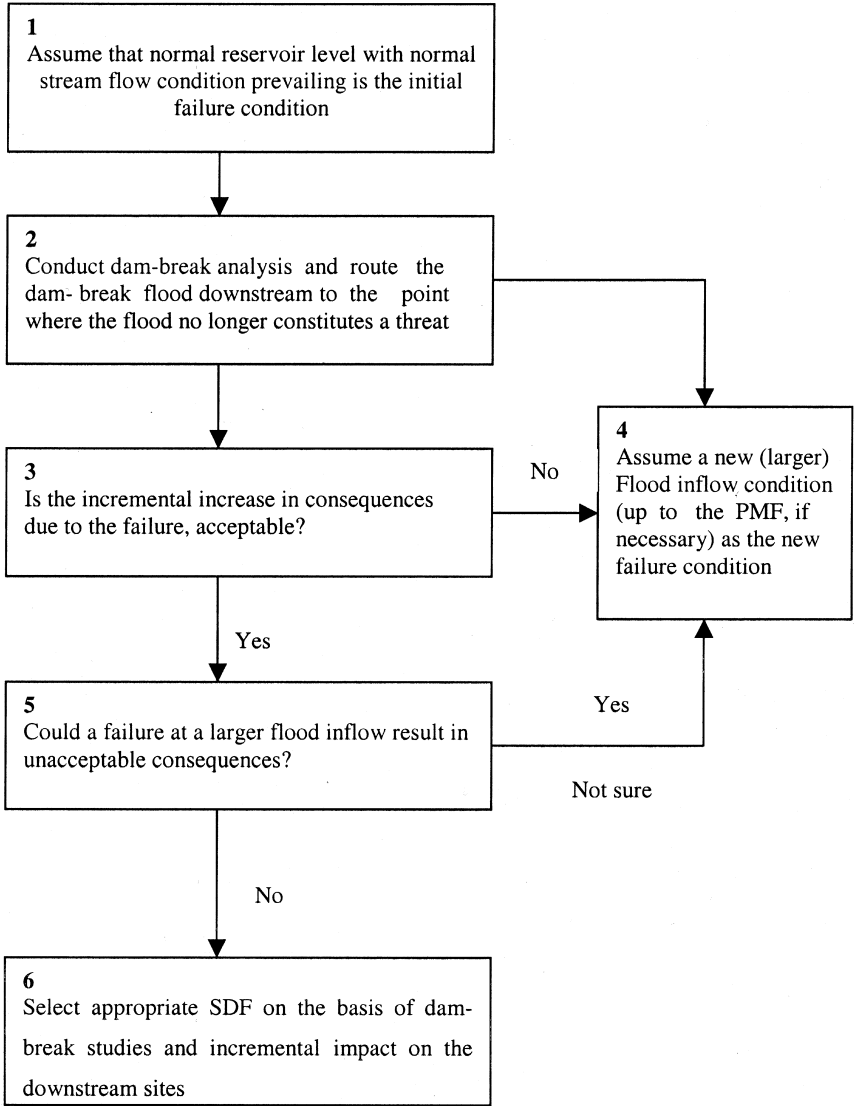 1
Assume that normal reservoir level with normal
stream flow condition prevailing is the initial
failure condition
2
Conduct dam-break analysis and route the
dam- break flood downstream to the point
where the flood no longer constitutes a threat
3
Is the incremental increase in consequences
due to the failure, acceptable?
No
4
Assume a new (larger)
Flood inflow condition
(up to the PMF, if
necessary) as the new
failure condition
Yes
5
Could a failure at a larger flood inflow result in
unacceptable consequences?
Yes
Not sure
No
6
Select appropriate SDF on the basis of dam-
break studies and incremental impact on the
downstream sites